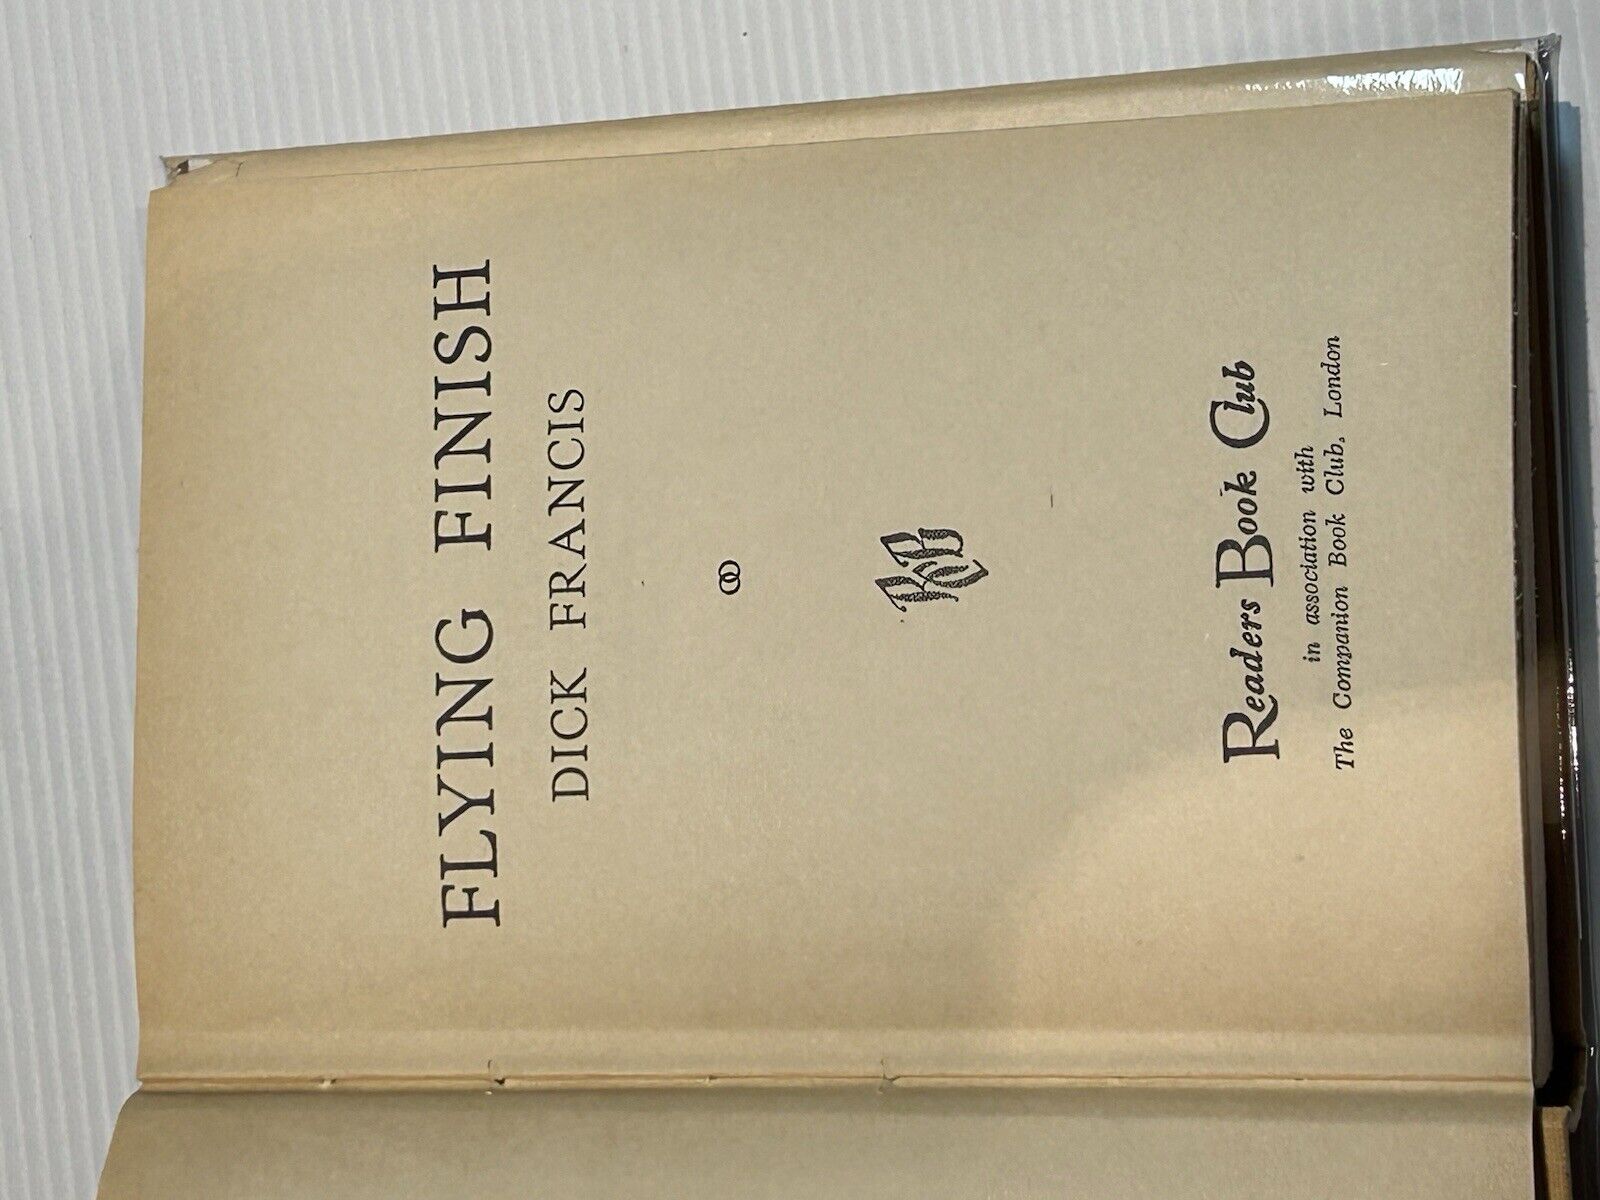 FLYING FINISH
DICK FRANCIS
Readers Book Club
in association with
The Companion Book Club, London